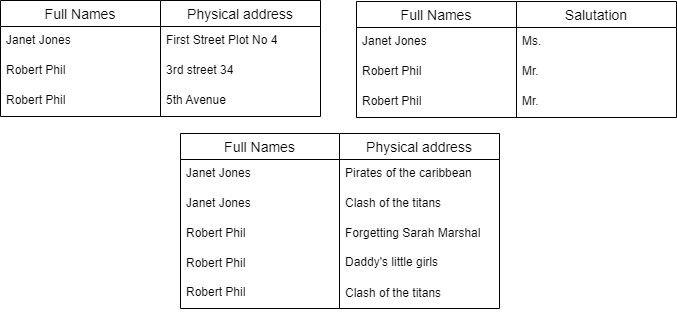 Full Names Physical address
Janet Jones First Street Plot No 4
Robert Phil 3rd street 34
Robert Phil 5th Avenue
Full Names Salutation
Janet Jones Ms.
Robert Phil Mr.
Robert Phil Mr.
Full Names Physical address
Janet Jones Pirates of the caribbean
Janet Jones Clash of the titans
Robert Phil Forgetting Sarah Marshal
Robert Phil Daddy's little girls
Robert Phil Clash of the titans